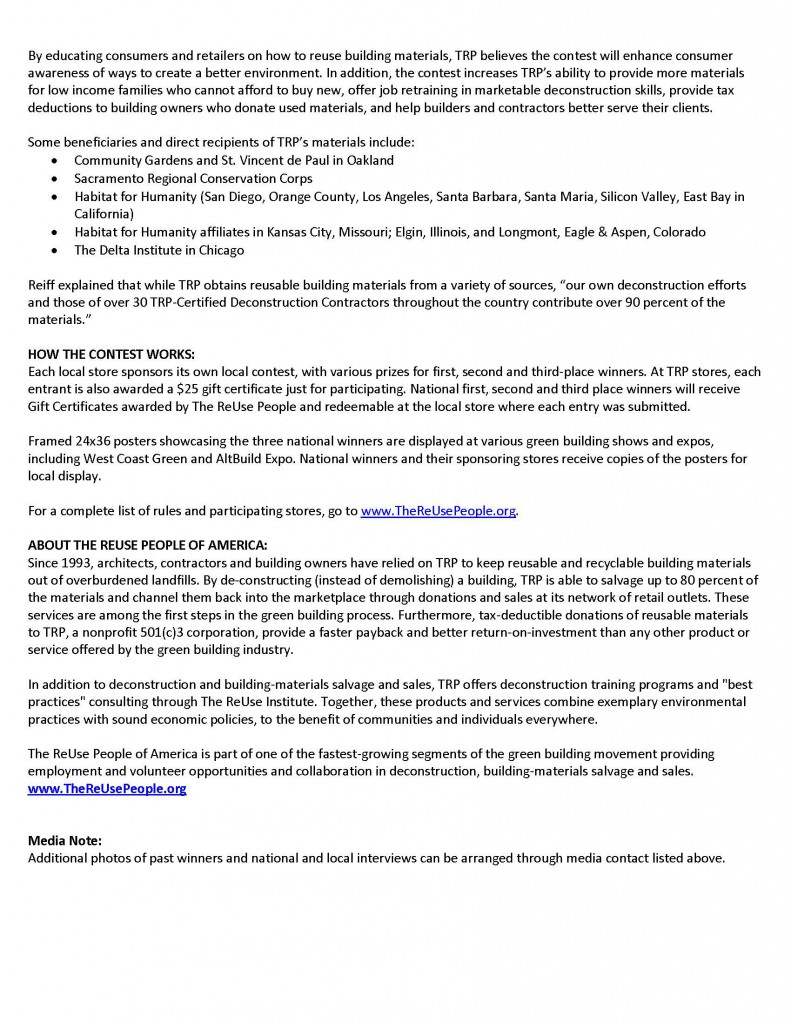 By educating consumers and retailers on how to reuse building materials, TRP believes the contest will enhance consumer
awareness of ways to create a better environment. In addition, the contest increases TRP's ability to provide more materials
for low income families who cannot afford to buy new, offer job retraining in marketable deconstruction skills, provide tax
deductions to building owners who donate used materials, and help builders and contractors better serve their clients.
Some beneficiaries and direct recipients of TRP's materials include:
• Community Gardens and St. Vincent de Paul in Oakland
• Sacramento Regional Conservation Corps
• Habitat for Humanity (San Diego, Orange County, Los Angeles, Santa Barbara, Santa Maria, Silicon Valley, East Bay in
California)
• Habitat for Humanity affiliates in Kansas City, Missouri; Elgin, Illinois, and Longmont, Eagle & Aspen, Colorado
• The Delta Institute in Chicago
Reiff explained that while TRP obtains reusable building materials from a variety of sources, “our own deconstruction efforts
and those of over 30 TRP-Certified Deconstruction Contractors throughout the country contribute over 90 percent of the
materials.”
HOW THE CONTEST WORKS:
Each local store sponsors its own local contest, with various prizes for first, second and third-place winners. At TRP stores, each
entrant is also awarded a $25 gift certificate just for participating. National first, second and third place winners will receive
Gift Certificates awarded by The ReUse People and redeemable at the local store where each entry was submitted.
Framed 24x36 posters showcasing the three national winners are displayed at various green building shows and expos,
including West Coast Green and AltBuild Expo. National winners and their sponsoring stores receive copies of the posters for
local display.
For a complete list of rules and participating stores, go to www.TheReUsePeople.org.
ABOUT THE REUSE PEOPLE OF AMERICA:
Since 1993, architects, contractors and building owners have relied on TRP to keep reusable and recyclable building materials
out of overburdened landfills. By de-constructing (instead of demolishing) a building, TRP is able to salvage up to 80 percent of
the materials and channel them back into the marketplace through donations and sales at its network of retail outlets. These
services are among the first steps in the green building process. Furthermore, tax-deductible donations of reusable materials
to TRP, a nonprofit 501(c)3 corporation, provide a faster payback and better return-on-investment than any other product or
service offered by the green building industry.
In addition to deconstruction and building-materials salvage and sales, TRP offers deconstruction training programs and "best
practices" consulting through The ReUse Institute. Together, these products and services combine exemplary environmental
practices with sound economic policies, to the benefit of communities and individuals everywhere.
The ReUse People of America is part of one of the fastest-growing segments of the green building movement providing
employment and volunteer opportunities and collaboration in deconstruction, building-materials salvage and sales.
www.TheReUsePeople.org
Media Note:
Additional photos of past winners and national and local interviews can be arranged through media contact listed above.